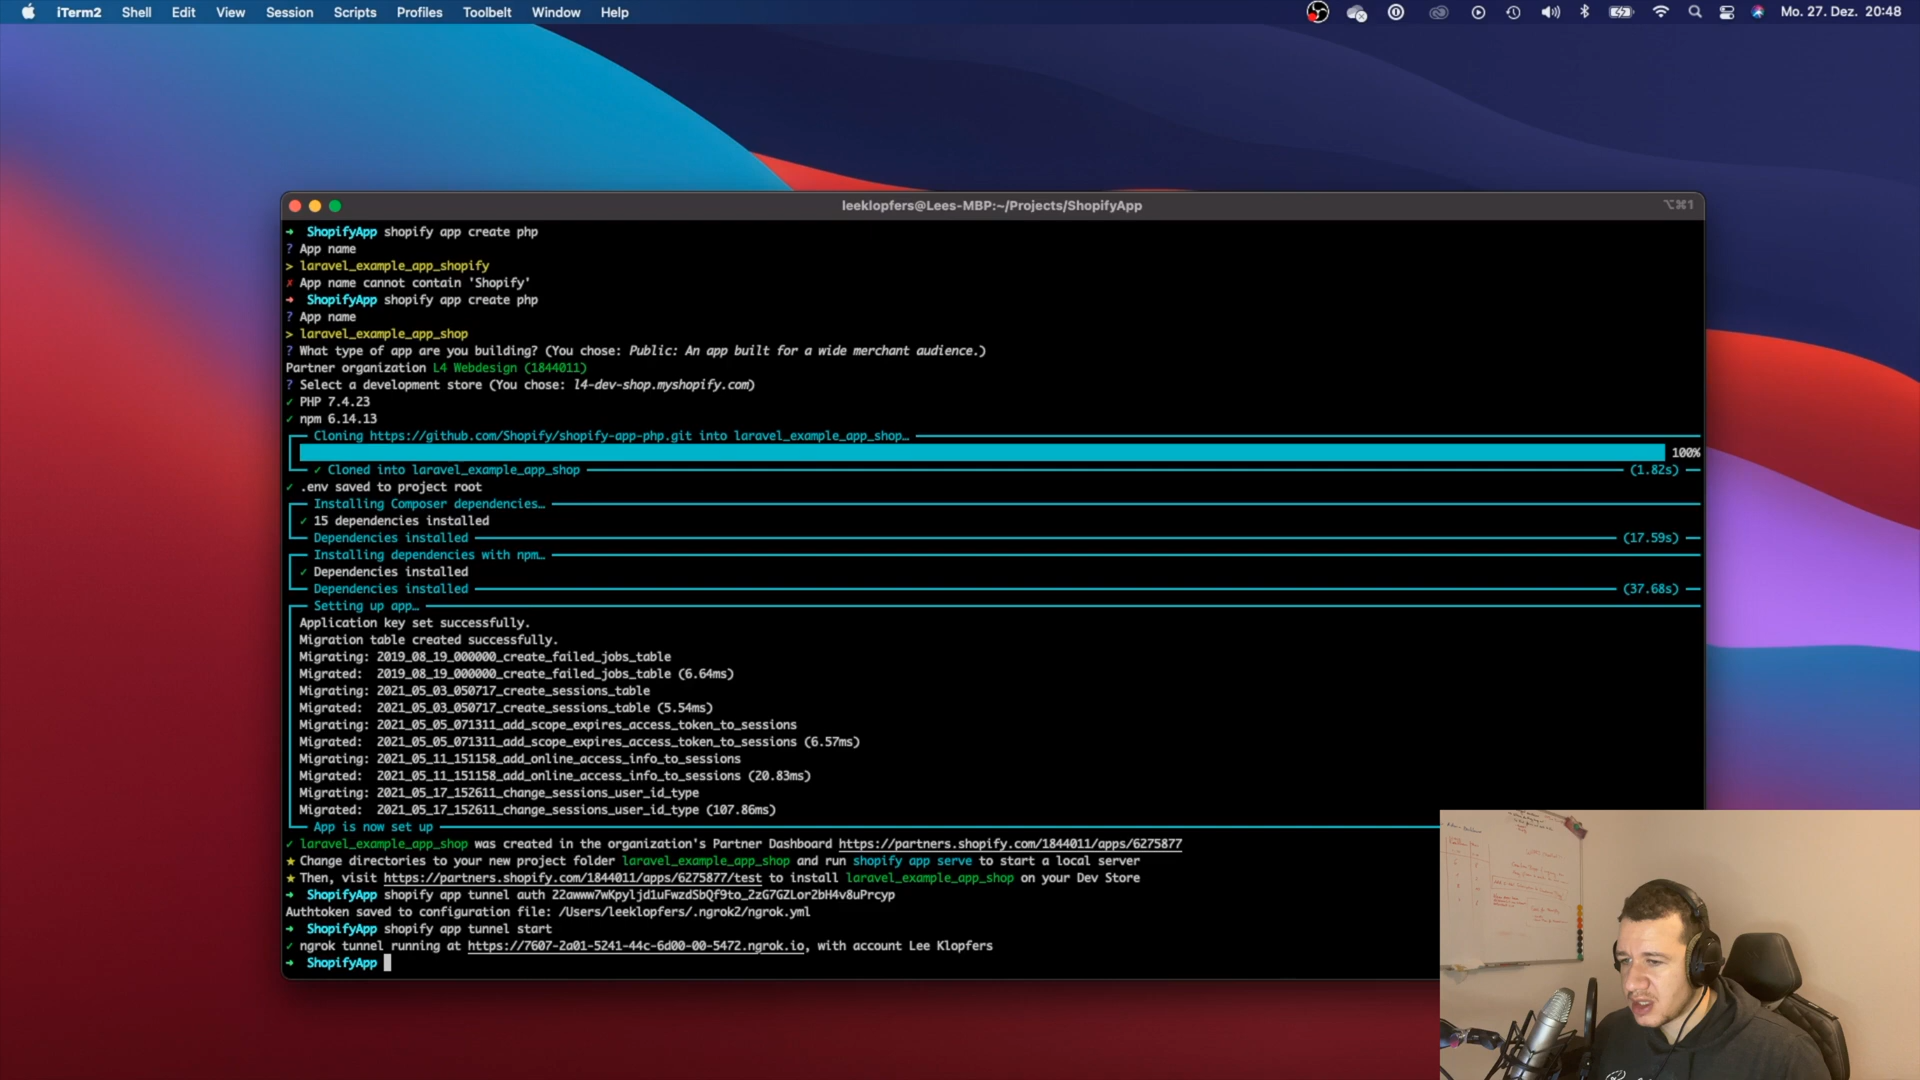 iTerm2 Shell Edit View Session Scripts Profiles Toolbelt Window Help Mo. 27. Dez. 20:48
leeklopfers@Lees-MBP:~/Projects/ShopifyApp ⌥⌘1
➜ ShopifyApp shopify app create php
? App name
> laravel_example_app_shopify
✗ App name cannot contain 'Shopify'
➜ ShopifyApp shopify app create php
? App name
> laravel_example_app_shop
? What type of app are you building? (You chose: Public: An app built for a wide merchant audience.)
Partner organization L4 Webdesign (1844011)
? Select a development store (You chose: l4-dev-shop.myshopify.com)
✓ PHP 7.4.23
✓ npm 6.14.13
Cloning https://github.com/Shopify/shopify-app-php.git into laravel_example_app_shop…
100%
✓ Cloned into laravel_example_app_shop (1.82s)
✓ .env saved to project root
Installing Composer dependencies…
✓ 15 dependencies installed
Dependencies installed (17.59s)
Installing dependencies with npm…
✓ Dependencies installed
Dependencies installed (37.68s)
Setting up app…
Application key set successfully.
Migration table created successfully.
Migrating: 2019_08_19_000000_create_failed_jobs_table
Migrated: 2019_08_19_000000_create_failed_jobs_table (6.64ms)
Migrating: 2021_05_03_050717_create_sessions_table
Migrated: 2021_05_03_050717_create_sessions_table (5.54ms)
Migrating: 2021_05_05_071311_add_scope_expires_access_token_to_sessions
Migrated: 2021_05_05_071311_add_scope_expires_access_token_to_sessions (6.57ms)
Migrating: 2021_05_11_151158_add_online_access_info_to_sessions
Migrated: 2021_05_11_151158_add_online_access_info_to_sessions (20.83ms)
Migrating: 2021_05_17_152611_change_sessions_user_id_type
Migrated: 2021_05_17_152611_change_sessions_user_id_type (107.86ms)
App is now set up
✓ laravel_example_app_shop was created in the organization's Partner Dashboard https://partners.shopify.com/1844011/apps/6275877
★ Change directories to your new project folder laravel_example_app_shop and run shopify app serve to start a local server
★ Then, visit https://partners.shopify.com/1844011/apps/6275877/test to install laravel_example_app_shop on your Dev Store
➜ ShopifyApp shopify app tunnel auth 22awww7wKpyljd1uFwzdSbQf9to_2zG7GZLor2bH4v8uPrcyp
Authtoken saved to configuration file: /Users/leeklopfers/.ngrok2/ngrok.yml
➜ ShopifyApp shopify app tunnel start
✓ ngrok tunnel running at https://7607-2a01-5241-44c-6d00-00-5472.ngrok.io, with account Lee Klopfers
➜ ShopifyApp